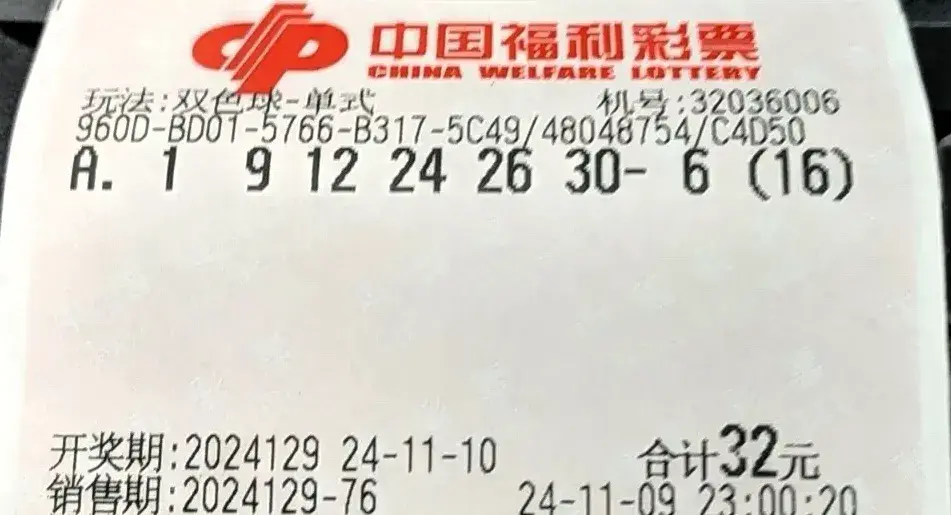 中国福利彩票
CHINA WELFARE LOTTERY
玩法:双色球-单式 机号:32036006
960D-BD01-5766-B317-5C49/48048754/C4D50
A. 1 9 12 24 26 30- 6 (16)
开奖期:2024129 24-11-10 合计32元
销售期:2024129-76 24-11-09 23:00:20